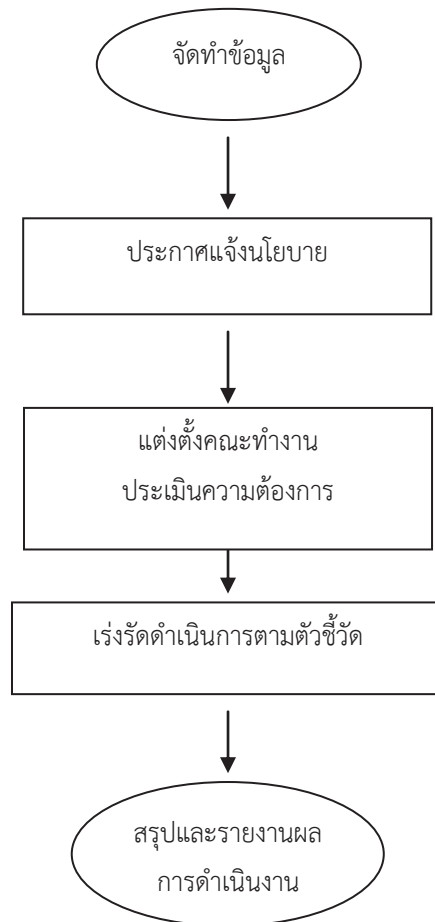 จัดทำข้อมูล
ประกาศแจ้งนโยบาย
แต่งตั้งคณะทำงาน
ประเมินความต้องการ
เร่งรัดดำเนินการตามตัวชี้วัด
สรุปและรายงานผล
การดำเนินงาน